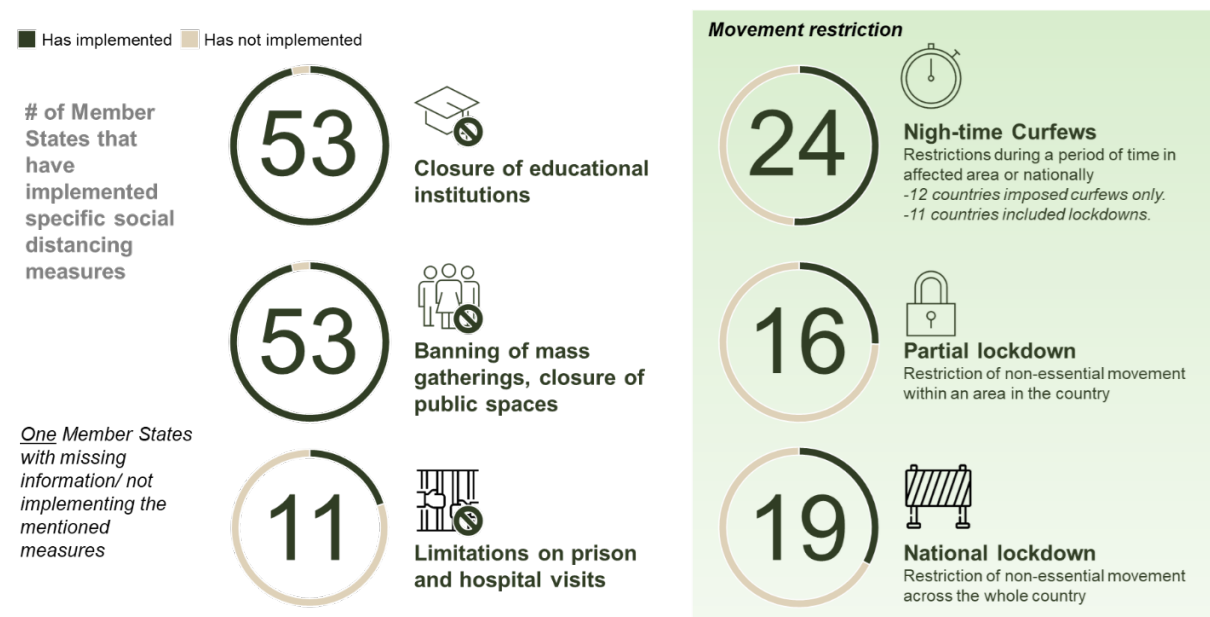 Has implemented
Has not implemented
# of Member
States that
have
implemented
specific social
distancing
measures
53
Closure of educational
institutions
53
Banning of mass
gatherings, closure of
public spaces
One Member States
with missing
information/ not
implementing the
mentioned
measures
11
Limitations on prison
and hospital visits
Movement restriction
24
Nigh-time Curfews
Restrictions during a period of time in
affected area or nationally
-12 countries imposed curfews only.
-11 countries included lockdowns.
16
Partial lockdown
Restriction of non-essential movement
within an area in the country
19
National lockdown
Restriction of non-essential movement
across the whole country